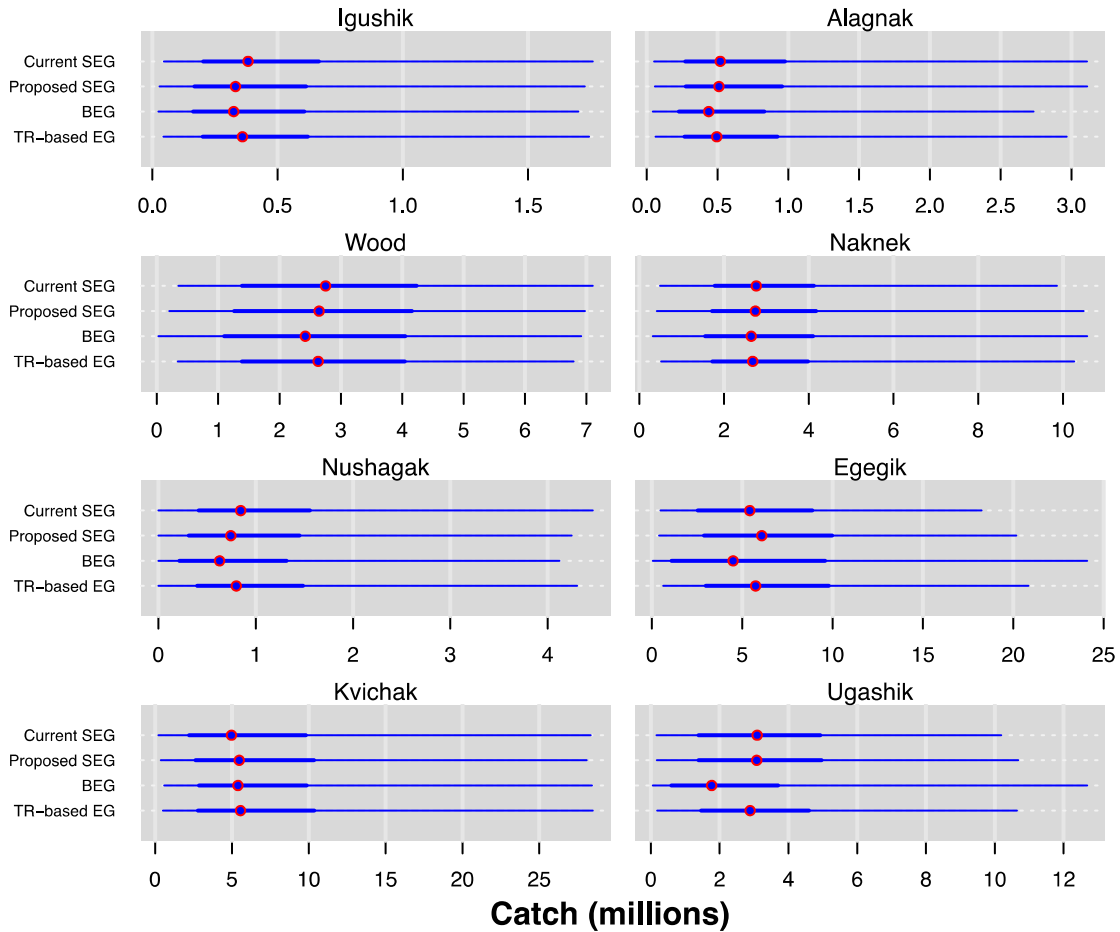 Igushik
Current SEG
Proposed SEG
BEG
TR−based EG
0.0 0.5 1.0 1.5
Alagnak
0.0 0.5 1.0 1.5 2.0 2.5 3.0
Wood
Current SEG
Proposed SEG
BEG
TR−based EG
0 1 2 3 4 5 6 7
Naknek
0 2 4 6 8 10
Nushagak
Current SEG
Proposed SEG
BEG
TR−based EG
0 1 2 3 4
Egegik
0 5 10 15 20 25
Kvichak
Current SEG
Proposed SEG
BEG
TR−based EG
0 5 10 15 20 25
Ugashik
0 2 4 6 8 10 12
Catch (millions)